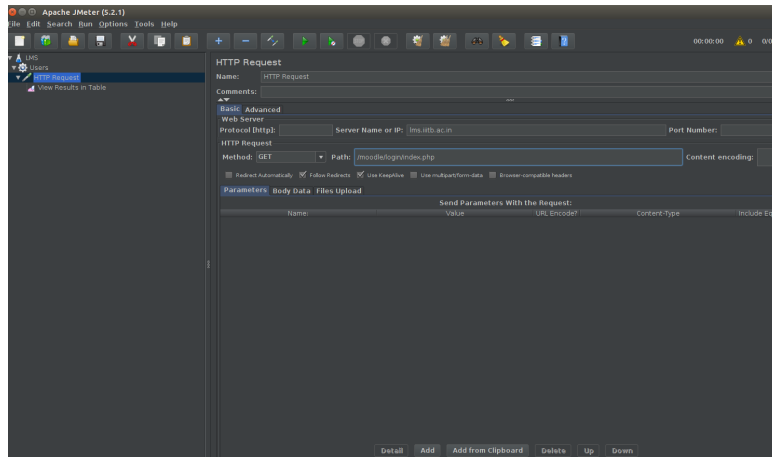 Apache JMeter (5.2.1)
File Edit Search Run Options Tools Help
00:00:00 0 0/0
LMS
Users
HTTP Request
View Results in Table
HTTP Request
Name: HTTP Request
Comments:
Basic Advanced
Web Server
Protocol [http]: Server Name or IP: lms.iitb.ac.in Port Number:
HTTP Request
Method: GET Path: /moodle/login/index.php Content encoding:
Redirect Automatically Follow Redirects Use KeepAlive Use multipart/form-data Browser-compatible headers
Parameters Body Data Files Upload
Send Parameters With the Request:
Name: Value URL Encode? Content-Type Include Eq
Detail Add Add from Clipboard Delete Up Down